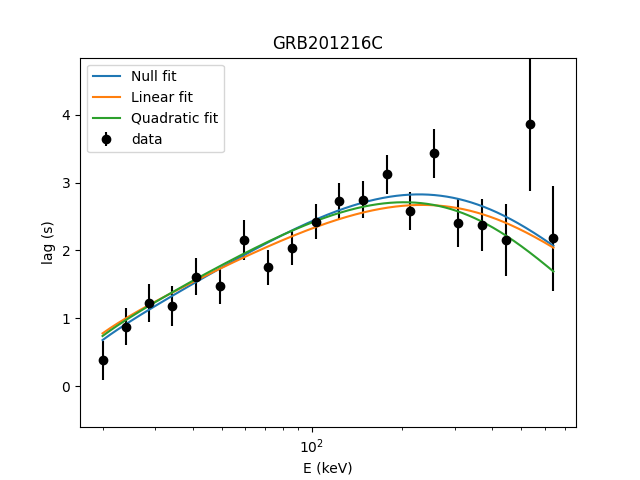 GRB201216C
Null fit
Linear fit
Quadratic fit
data
lag (s)
4
3
2
1
0
10²
E (keV)